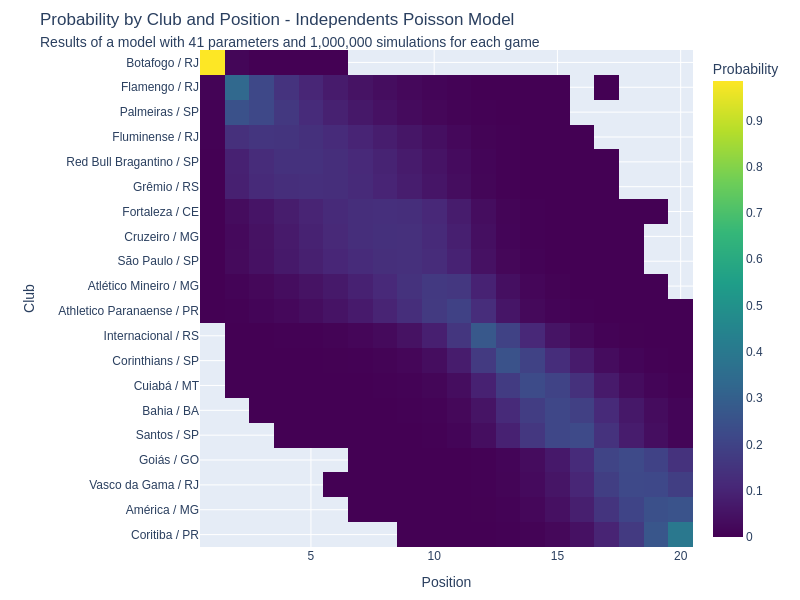 Probability by Club and Position - Independents Poisson Model
Results of a model with 41 parameters and 1,000,000 simulations for each game
Probability
Botafogo / RJ
Flamengo / RJ
Palmeiras / SP
Fluminense / RJ
Red Bull Bragantino / SP
Grêmio / RS
Fortaleza / CE
Cruzeiro / MG
São Paulo / SP
Atlético Mineiro / MG
Athletico Paranaense / PR
Internacional / RS
Corinthians / SP
Cuiabá / MT
Bahia / BA
Santos / SP
Goiás / GO
Vasco da Gama / RJ
América / MG
Coritiba / PR
Club
5
10
15
20
Position
0.9
0.8
0.7
0.6
0.5
0.4
0.3
0.2
0.1
0